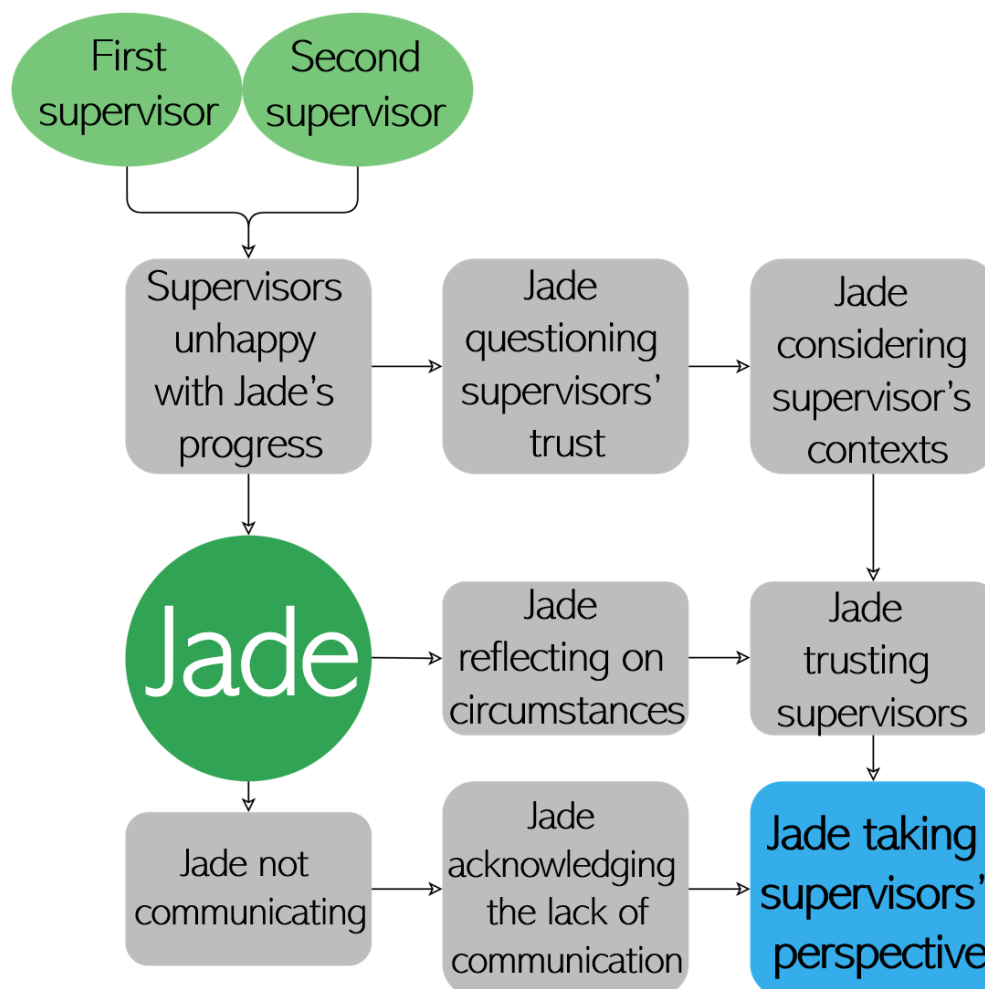 First
supervisor
Second
supervisor
Supervisors
unhappy
with Jade’s
progress
Jade
questioning
supervisors’
trust
Jade
considering
supervisor’s
contexts
Jade
Jade
reflecting on
circumstances
Jade
trusting
supervisors
Jade not
communicating
Jade
acknowledging
the lack of
communication
Jade taking
supervisors’
perspective